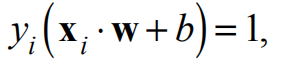 yᵢ(𝐱ᵢ · 𝐰 + b) = 1,